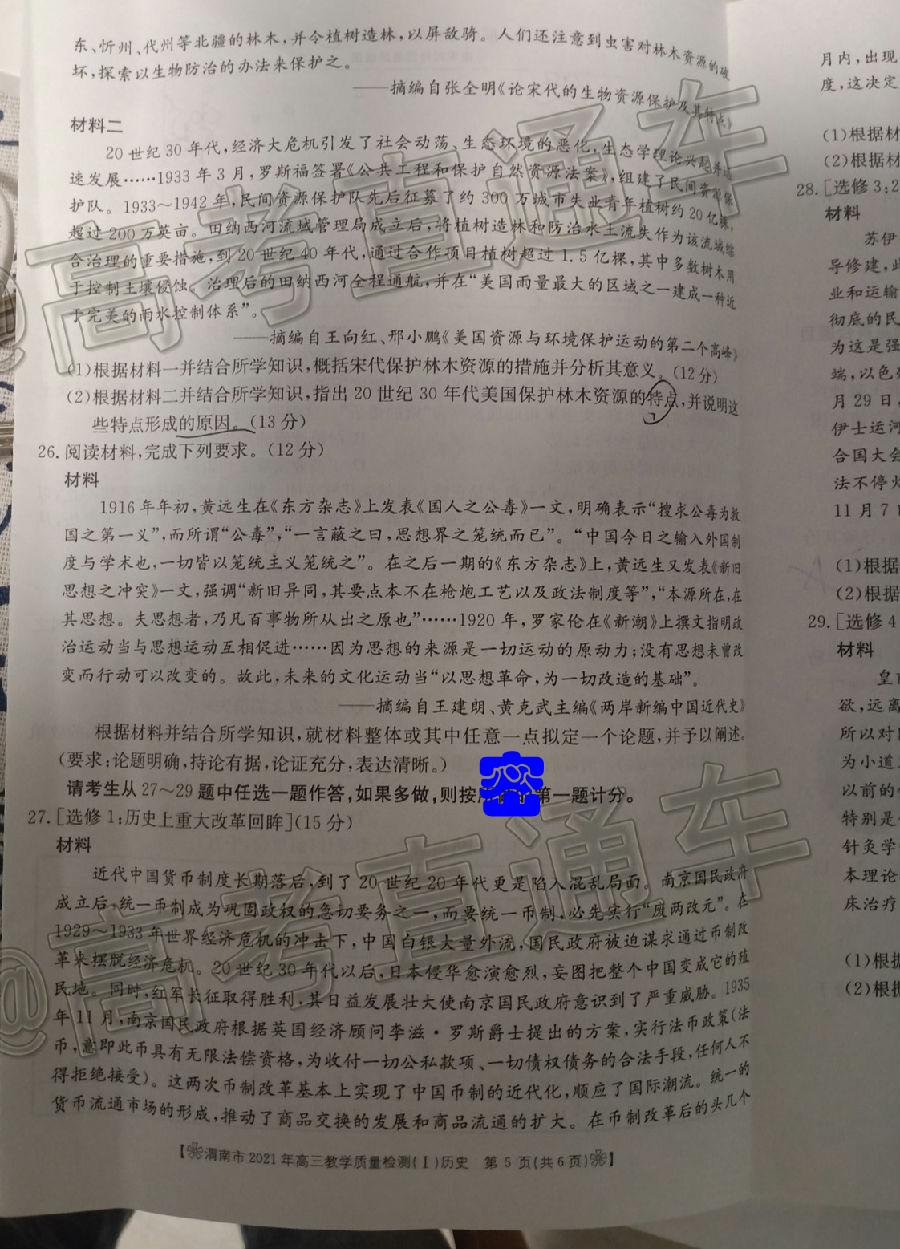 东、忻州、代州等北疆的林木,并令植树造林,以屏敌骑。人们还注意到虫害对林木资源的破
坏,探索以生物防治的办法来保护之。
——摘编自张全明《论宋代的生物资源保护及其特点》
材料二
20世纪30年代,经济大危机引发了社会动荡、生态环境的恶化,生态学理论兴起并迅
速发展……1933年3月,罗斯福签署《公共工程和保护自然资源法案》,组建了民间资源保
护队。1933~1942年,民间资源保护队先后征募了约300万城市失业青年植树约20亿棵,
超过200万英亩。田纳西河流域管理局成立后,将植树造林和防治水土流失作为该流域综
合治理的重要措施,到20世纪40年代,通过合作项目植树超过1.5亿棵,其中多数树木用
于控制土壤侵蚀。治理后的田纳西河全程通航,并在“美国雨量最大的区域之一建成一种近
于完美的雨水控制体系”。
——摘编自王向红、邢小鹏《美国资源与环境保护运动的第二个高峰》
(1)根据材料一并结合所学知识,概括宋代保护林木资源的措施并分析其意义。(12分)
(2)根据材料二并结合所学知识,指出20世纪30年代美国保护林木资源的特点,并说明这
些特点形成的原因。(13分)
26.阅读材料,完成下列要求。(12分)
材料
1916年年初,黄远生在《东方杂志》上发表《国人之公毒》一文,明确表示“搜求公毒为救
国之第一义”,而所谓“公毒”,“一言蔽之曰,思想界之笼统而已”。“中国今日之输入外国制
度与学术也,一切皆以笼统主义笼统之”。在之后一期的《东方杂志》上,黄远生又发表《新旧
思想之冲突》一文,强调“新旧异同,其要点本不在枪炮工艺以及政法制度等”,“本源所在,在
其思想。夫思想者,乃凡百事物所从出之原也”……1920年,罗家伦在《新潮》上撰文指明政
治运动当与思想运动互相促进……因为思想的来源是一切运动的原动力;没有思想未曾改
变而行动可以改变的。故此,未来的文化运动当“以思想革命,为一切改造的基础”。
——摘编自王建朗、黄克武主编《两岸新编中国近代史》
根据材料并结合所学知识,就材料整体或其中任意一点拟定一个论题,并予以阐述。
(要求:论题明确,持论有据,论证充分,表达清晰。)
请考生从27~29题中任选一题作答,如果多做,则按 第一题计分。
27.[选修1:历史上重大改革回眸](15分)
材料
近代中国货币制度长期落后,到了20世纪20年代更是陷入混乱局面。南京国民政府
成立后,统一币制成为巩固政权的急切要务之一,而要统一币制,必先实行“废两改元”。在
1929~1933年世界经济危机的冲击下,中国白银大量外流,国民政府被迫谋求通过币制改
革来摆脱经济危机。20世纪30年代以后,日本侵华愈演愈烈,妄图把整个中国变成它的殖
民地。同时,红军长征取得胜利,其日益发展壮大使南京国民政府意识到了严重威胁。1935
年11月,南京国民政府根据英国经济顾问李滋·罗斯爵士提出的方案,实行法币政策(法
币,意即此币具有无限法偿资格,为收付一切公私款项、一切债权债务的合法手段,任何人不
得拒绝接受)。这两次币制改革基本上实现了中国币制的近代化,顺应了国际潮流。统一的
货币流通市场的形成,推动了商品交换的发展和商品流通的扩大。在币制改革后的头几个
【渭南市2021年高三教学质量检测(Ⅰ)历史 第5页(共6页)】
月内,出现
度,这决定
(1)根据材
(2)根据材
28.[选修3:2
材料
苏伊
导修建,此
业和运输
彻底的民
为这是强
端,以色
月29日,
伊士运河
合国大会
法不停火
11月7日
(1)根据
(2)根据
29.[选修4
材料
皇甫
欲,远离
所以对
为小道
以前的
特别是
针灸学
本理论
床治疗
(1)根据
(2)根据
@高考直通车
@高考直通车